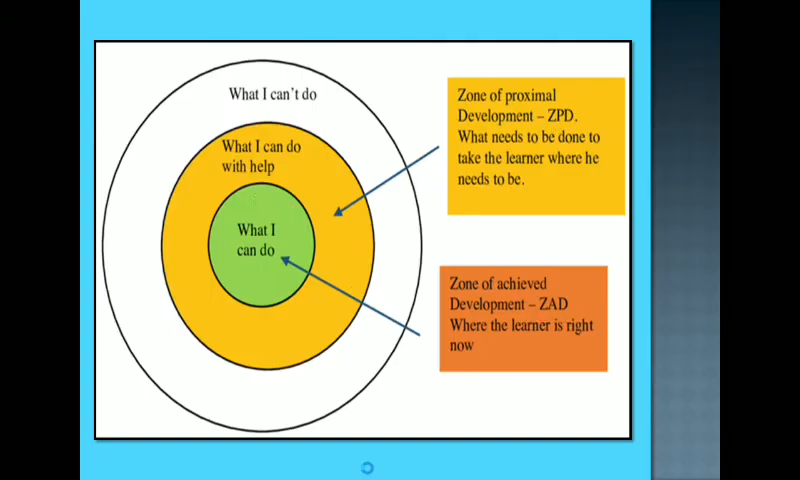 What I can't do
What I can do
with help
What I
can do
Zone of proximal
Development – ZPD.
What needs to be done to
take the learner where he
needs to be.
Zone of achieved
Development – ZAD
Where the learner is right
now